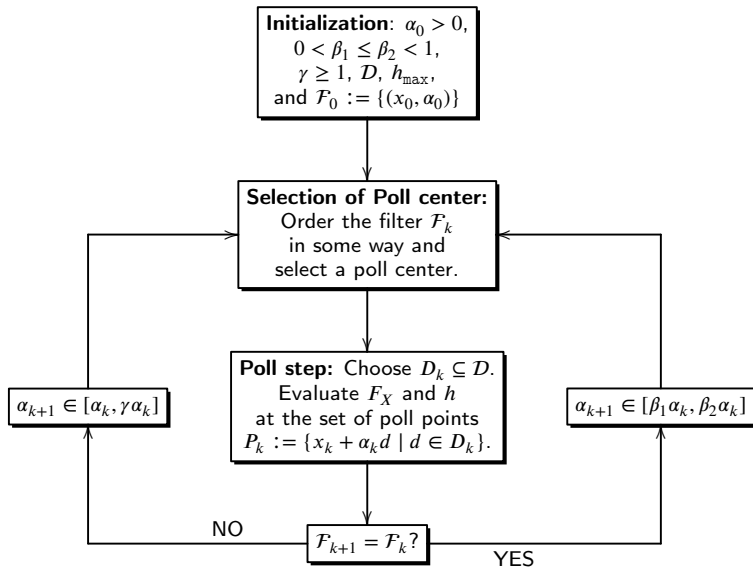 Initialization: α₀ > 0,
0 < β₁ ≤ β₂ < 1,
γ ≥ 1, 𝒟, h_max,
and ℱ₀ := {(x₀, α₀)}
Selection of Poll center:
Order the filter ℱₖ
in some way and
select a poll center.
Poll step: Choose Dₖ ⊆ 𝒟.
Evaluate F_X and h
at the set of poll points
Pₖ := {xₖ + αₖd | d ∈ Dₖ}.
αₖ₊₁ ∈ [αₖ, γαₖ]
αₖ₊₁ ∈ [β₁αₖ, β₂αₖ]
NO
ℱₖ₊₁ = ℱₖ?
YES